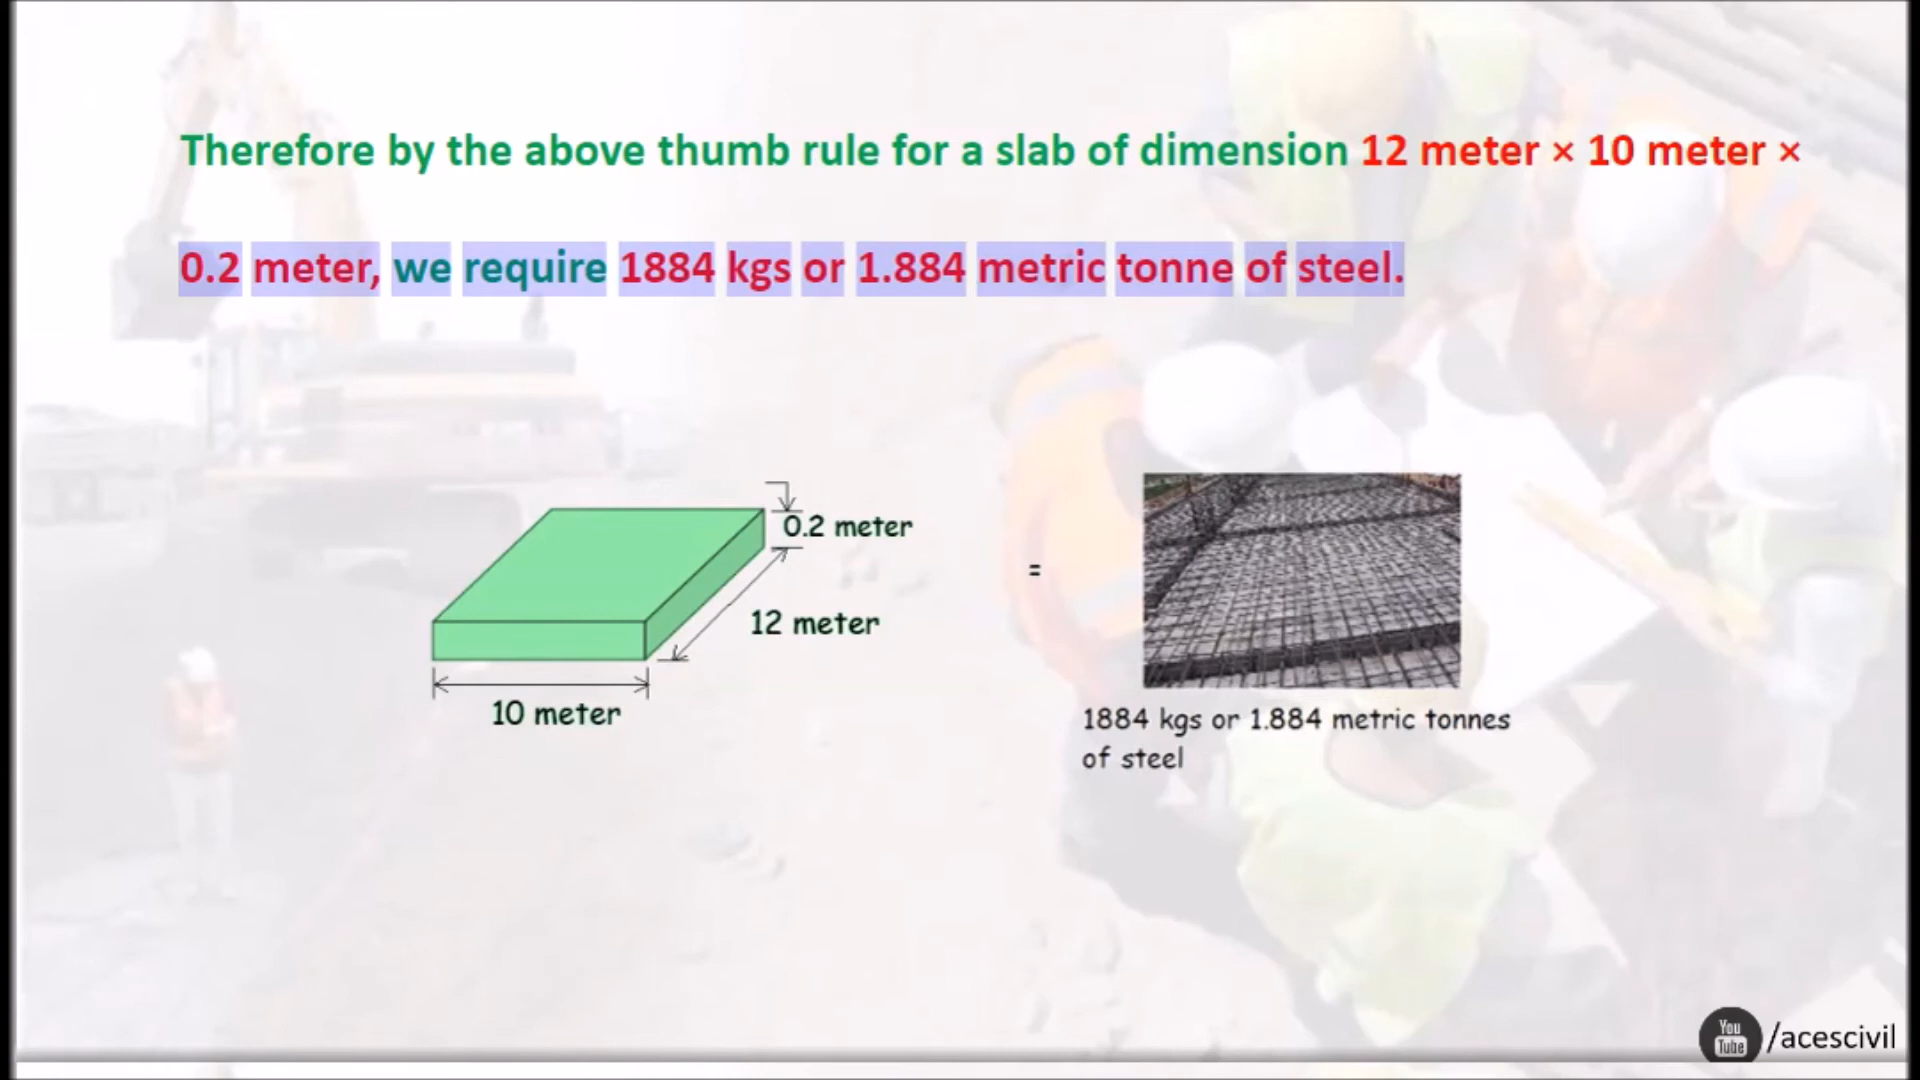 Therefore by the above thumb rule for a slab of dimension 12 meter × 10 meter ×
0.2 meter, we require 1884 kgs or 1.884 metric tonne of steel.
0.2 meter
=
12 meter
10 meter
1884 kgs or 1.884 metric tonnes
of steel
You
Tube
/acescivil